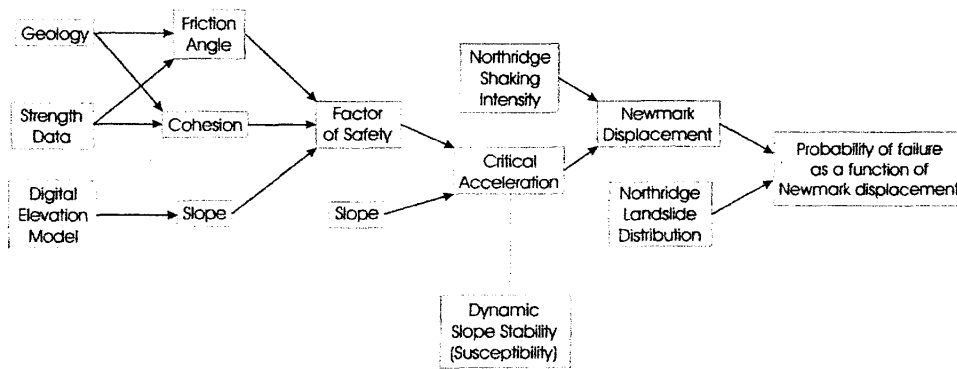 Geology
Friction
Angle
Strength
Data
Cohesion
Digital
Elevation
Model
Slope
Factor
of Safety
Slope
Northridge
Shaking
Intensity
Critical
Acceleration
Dynamic
Slope Stability
(Susceptibility)
Newmark
Displacement
Northridge
Landslide
Distribution
Probability of failure
as a function of
Newmark displacement